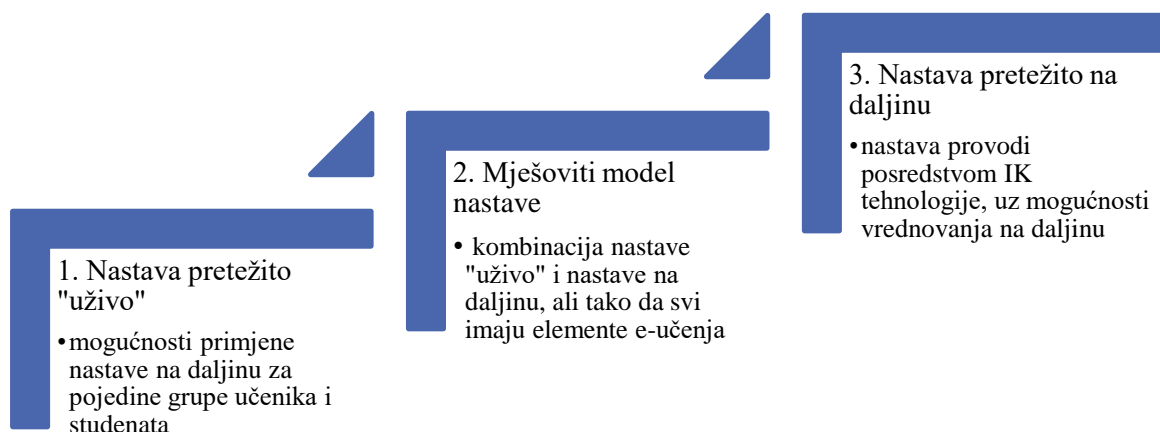 1. Nastava pretežito
"uživo"
•mogućnosti primjene
nastave na daljinu za
pojedine grupe učenika i
studenata
2. Mješoviti model
nastave
• kombinacija nastave
"uživo" i nastave na
daljinu, ali tako da svi
imaju elemente e-učenja
3. Nastava pretežito na
daljinu
•nastava provodi
posredstvom IK
tehnologije, uz mogućnosti
vrednovanja na daljinu